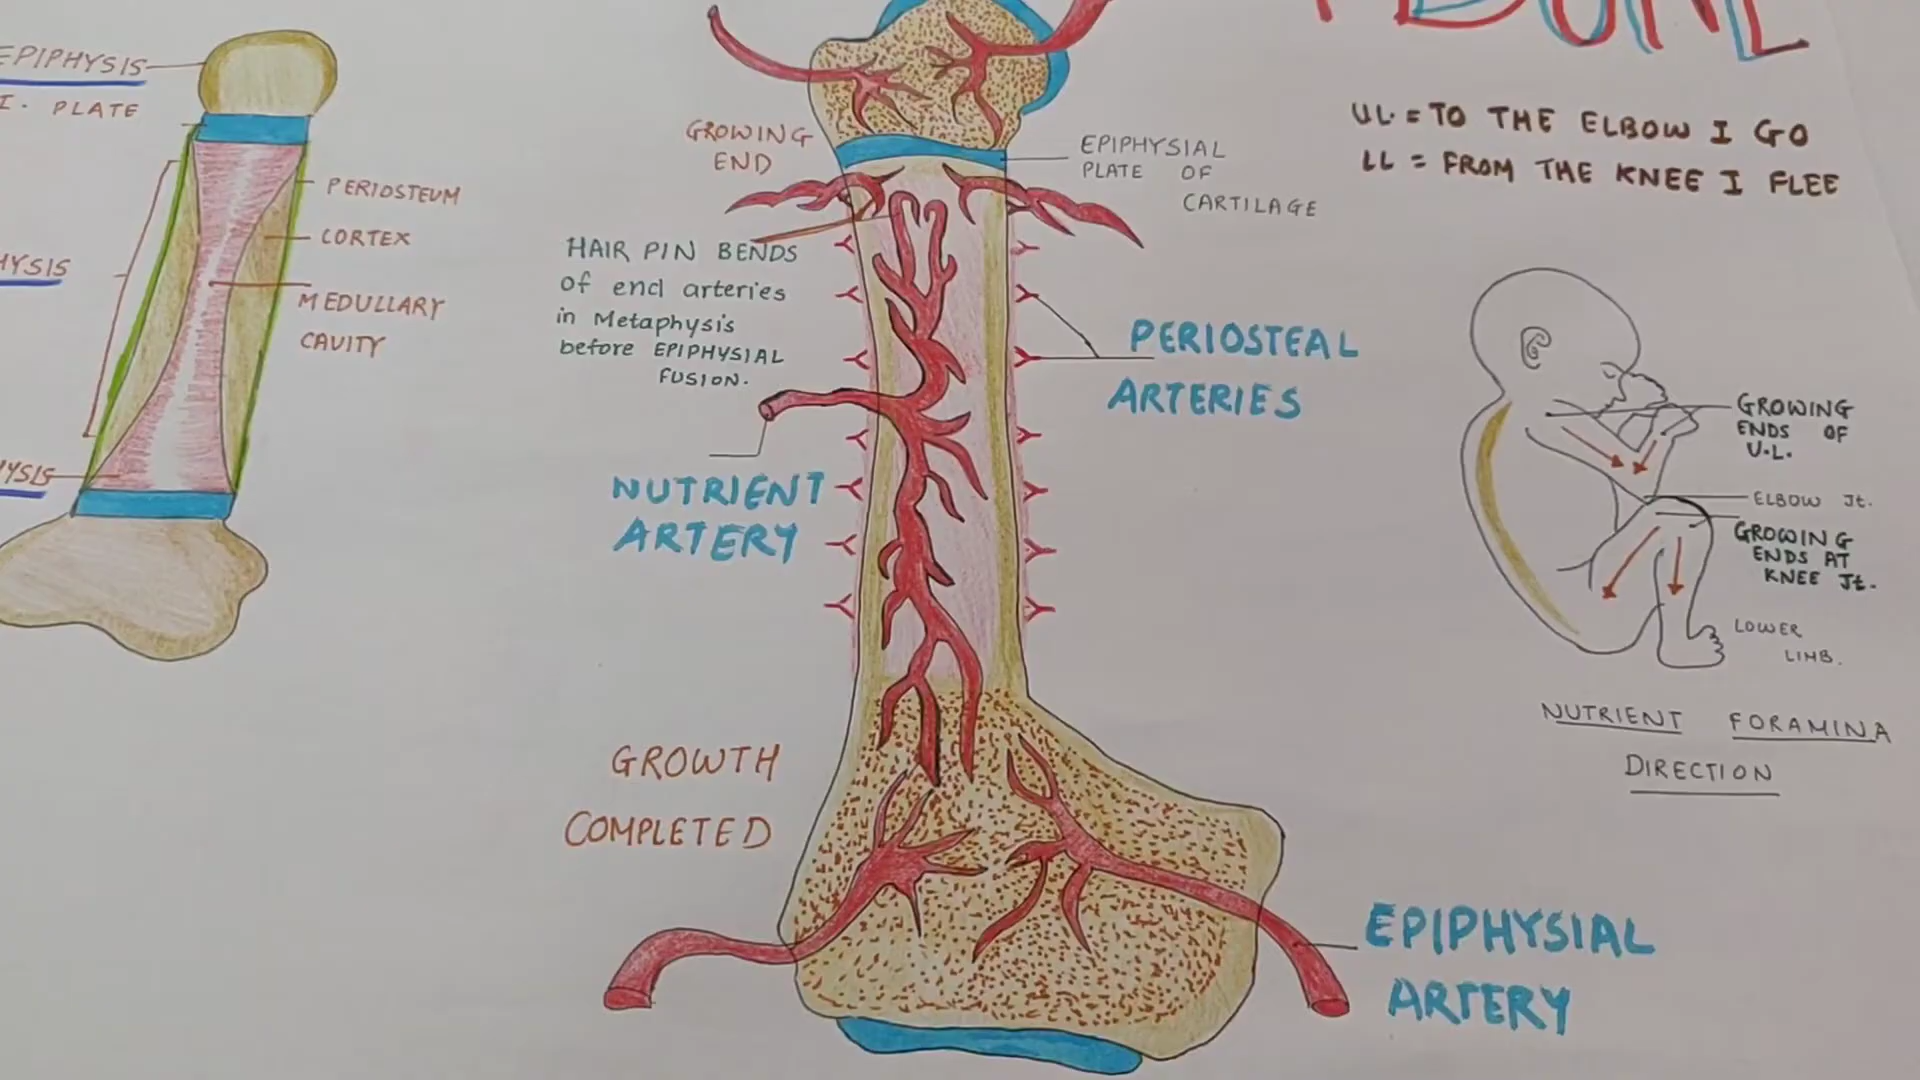 EPIPHYSIS
PLATE
PERIOSTEUM
CORTEX
MEDULLARY
CAVITY
GROWING
END
EPIPHYSIAL
PLATE OF
CARTILAGE
HAIR PIN BENDS
of end arteries
in Metaphysis
before EPIPHYSIAL
FUSION.
PERIOSTEAL
ARTERIES
NUTRIENT
ARTERY
GROWTH
COMPLETED
EPIPHYSIAL
ARTERY
UL = TO THE ELBOW I GO
LL = FROM THE KNEE I FLEE
GROWING
ENDS OF
U.L.
ELBOW Jt.
GROWING
ENDS AT
KNEE Jt.
LOWER
LIMB.
NUTRIENT FORAMINA
DIRECTION